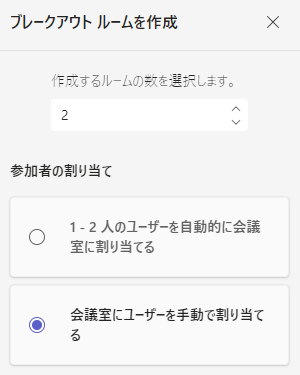 ブレークアウト ルームを作成
作成するルームの数を選択します。
2
参加者の割り当て
1 - 2 人のユーザーを自動的に会議
室に割り当てる
会議室にユーザーを手動で割り当て
る